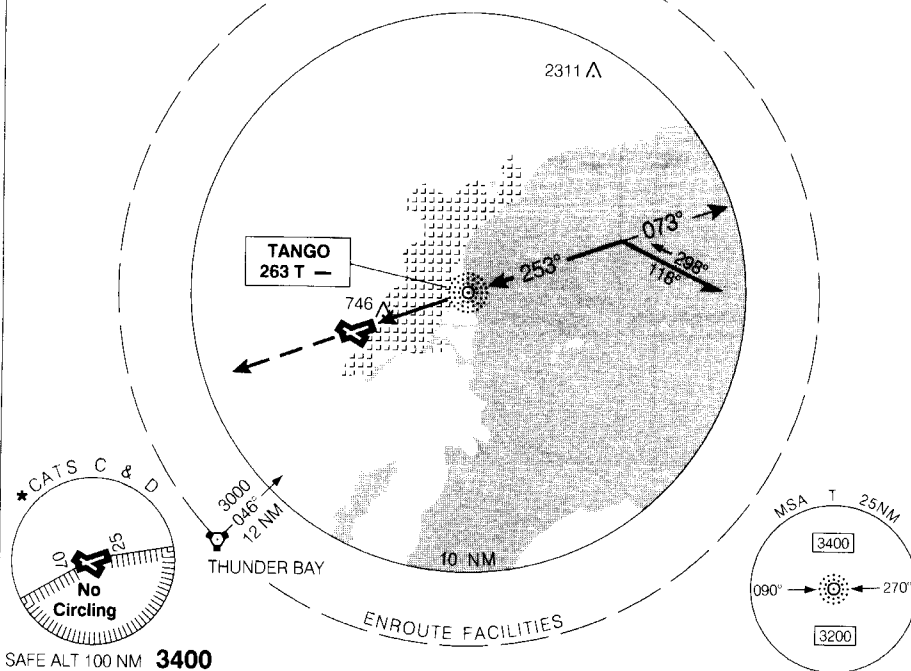 2311
073°
253°
298°
118°
TANGO
263 T —
746
*CATS C & D
07
25
No
Circling
3000
046°
12 NM
THUNDER BAY
10 NM
ENROUTE FACILITIES
MSA T 25NM
3400
090°
270°
3200
SAFE ALT 100 NM 3400